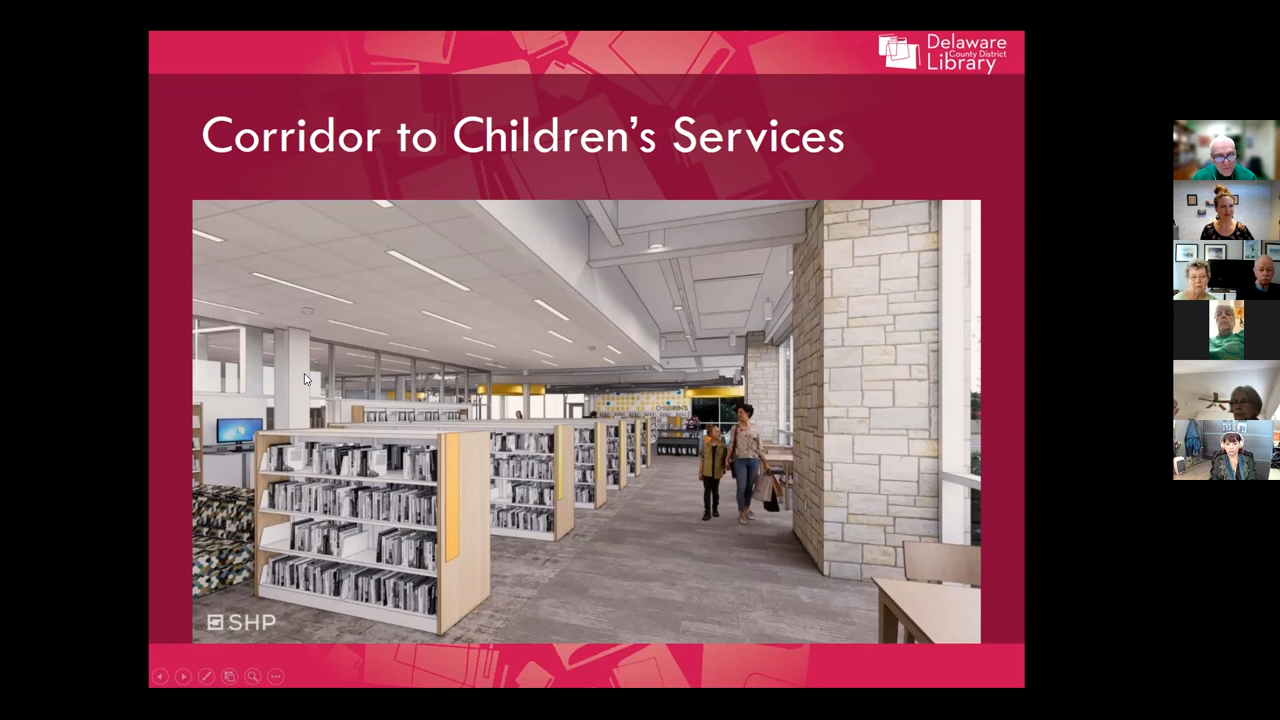 Delaware
County District
Library
Corridor to Children's Services
CHILDREN'S
SHP